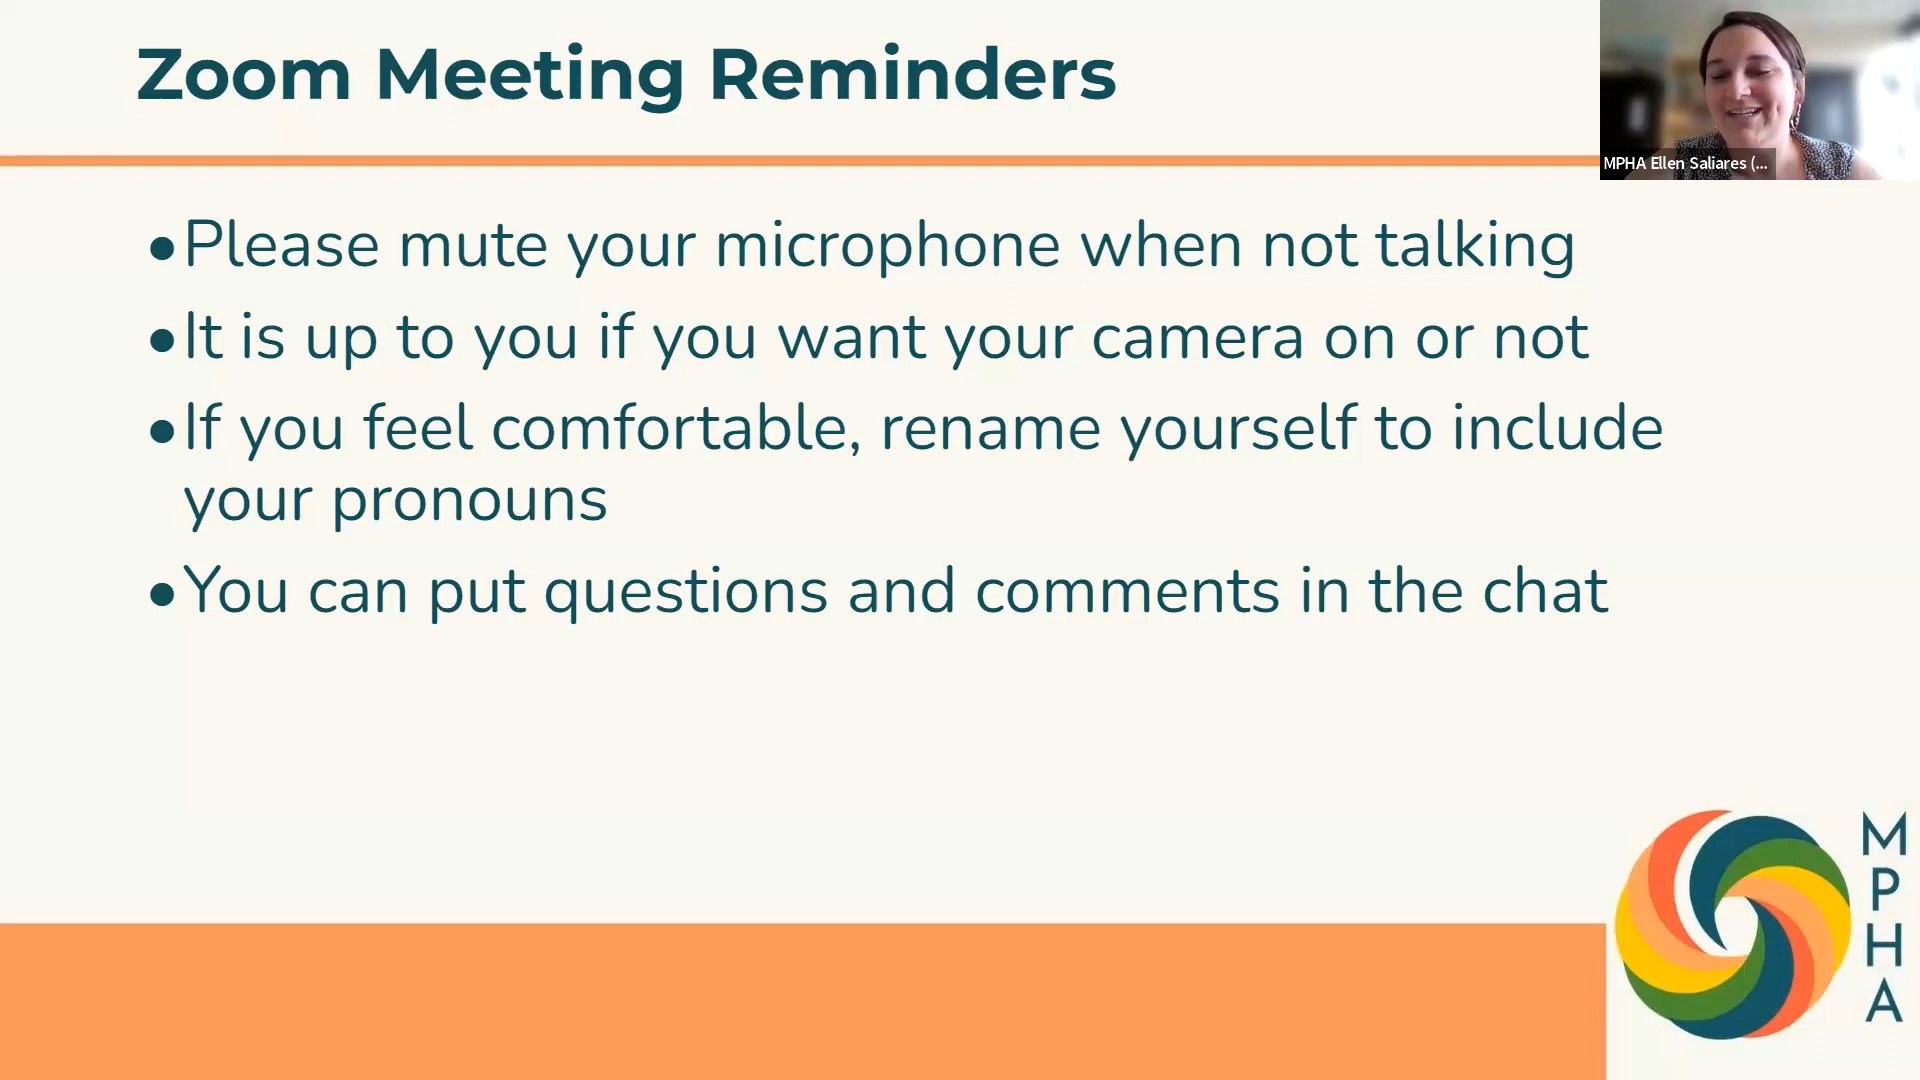 Zoom Meeting Reminders
MPHA Ellen Saliares (...
•Please mute your microphone when not talking
•It is up to you if you want your camera on or not
•If you feel comfortable, rename yourself to include
your pronouns
•You can put questions and comments in the chat
M
P
H
A